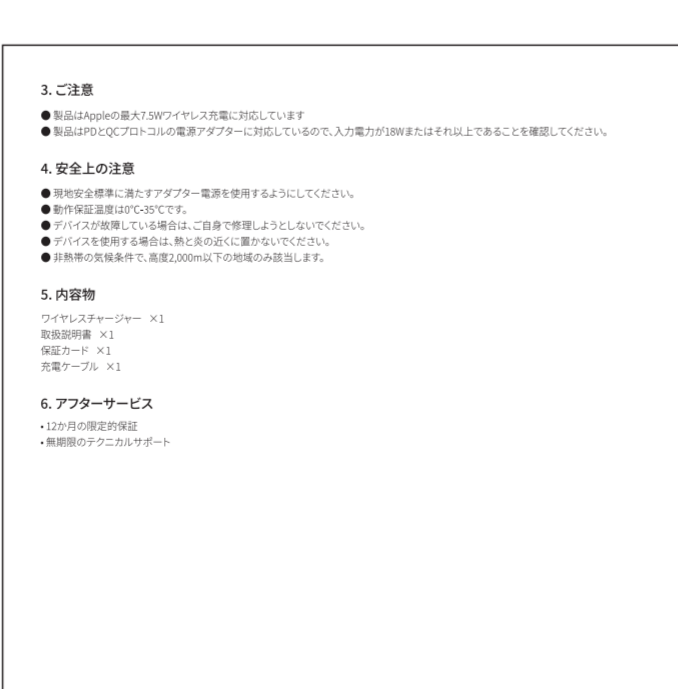 3. ご注意
● 製品はAppleの最大7.5Wワイヤレス充電に対応しています
● 製品はPDとQCプロトコルの電源アダプターに対応しているので、入力電力が18Wまたはそれ以上であることを確認してください。
4. 安全上の注意
● 現地安全標準に満たすアダプター電源を使用するようにしてください。
● 動作保証温度は0℃-35℃です。
● デバイスが故障している場合は、ご自身で修理しようとしないでください。
● デバイスを使用する場合は、熱と炎の近くに置かないでください。
● 非熱帯の気候条件で、高度2,000m以下の地域のみ該当します。
5. 内容物
ワイヤレスチャージャー ×1
取扱説明書 ×1
保証カード ×1
充電ケーブル ×1
6. アフターサービス
• 12か月の限定的保証
• 無期限のテクニカルサポート